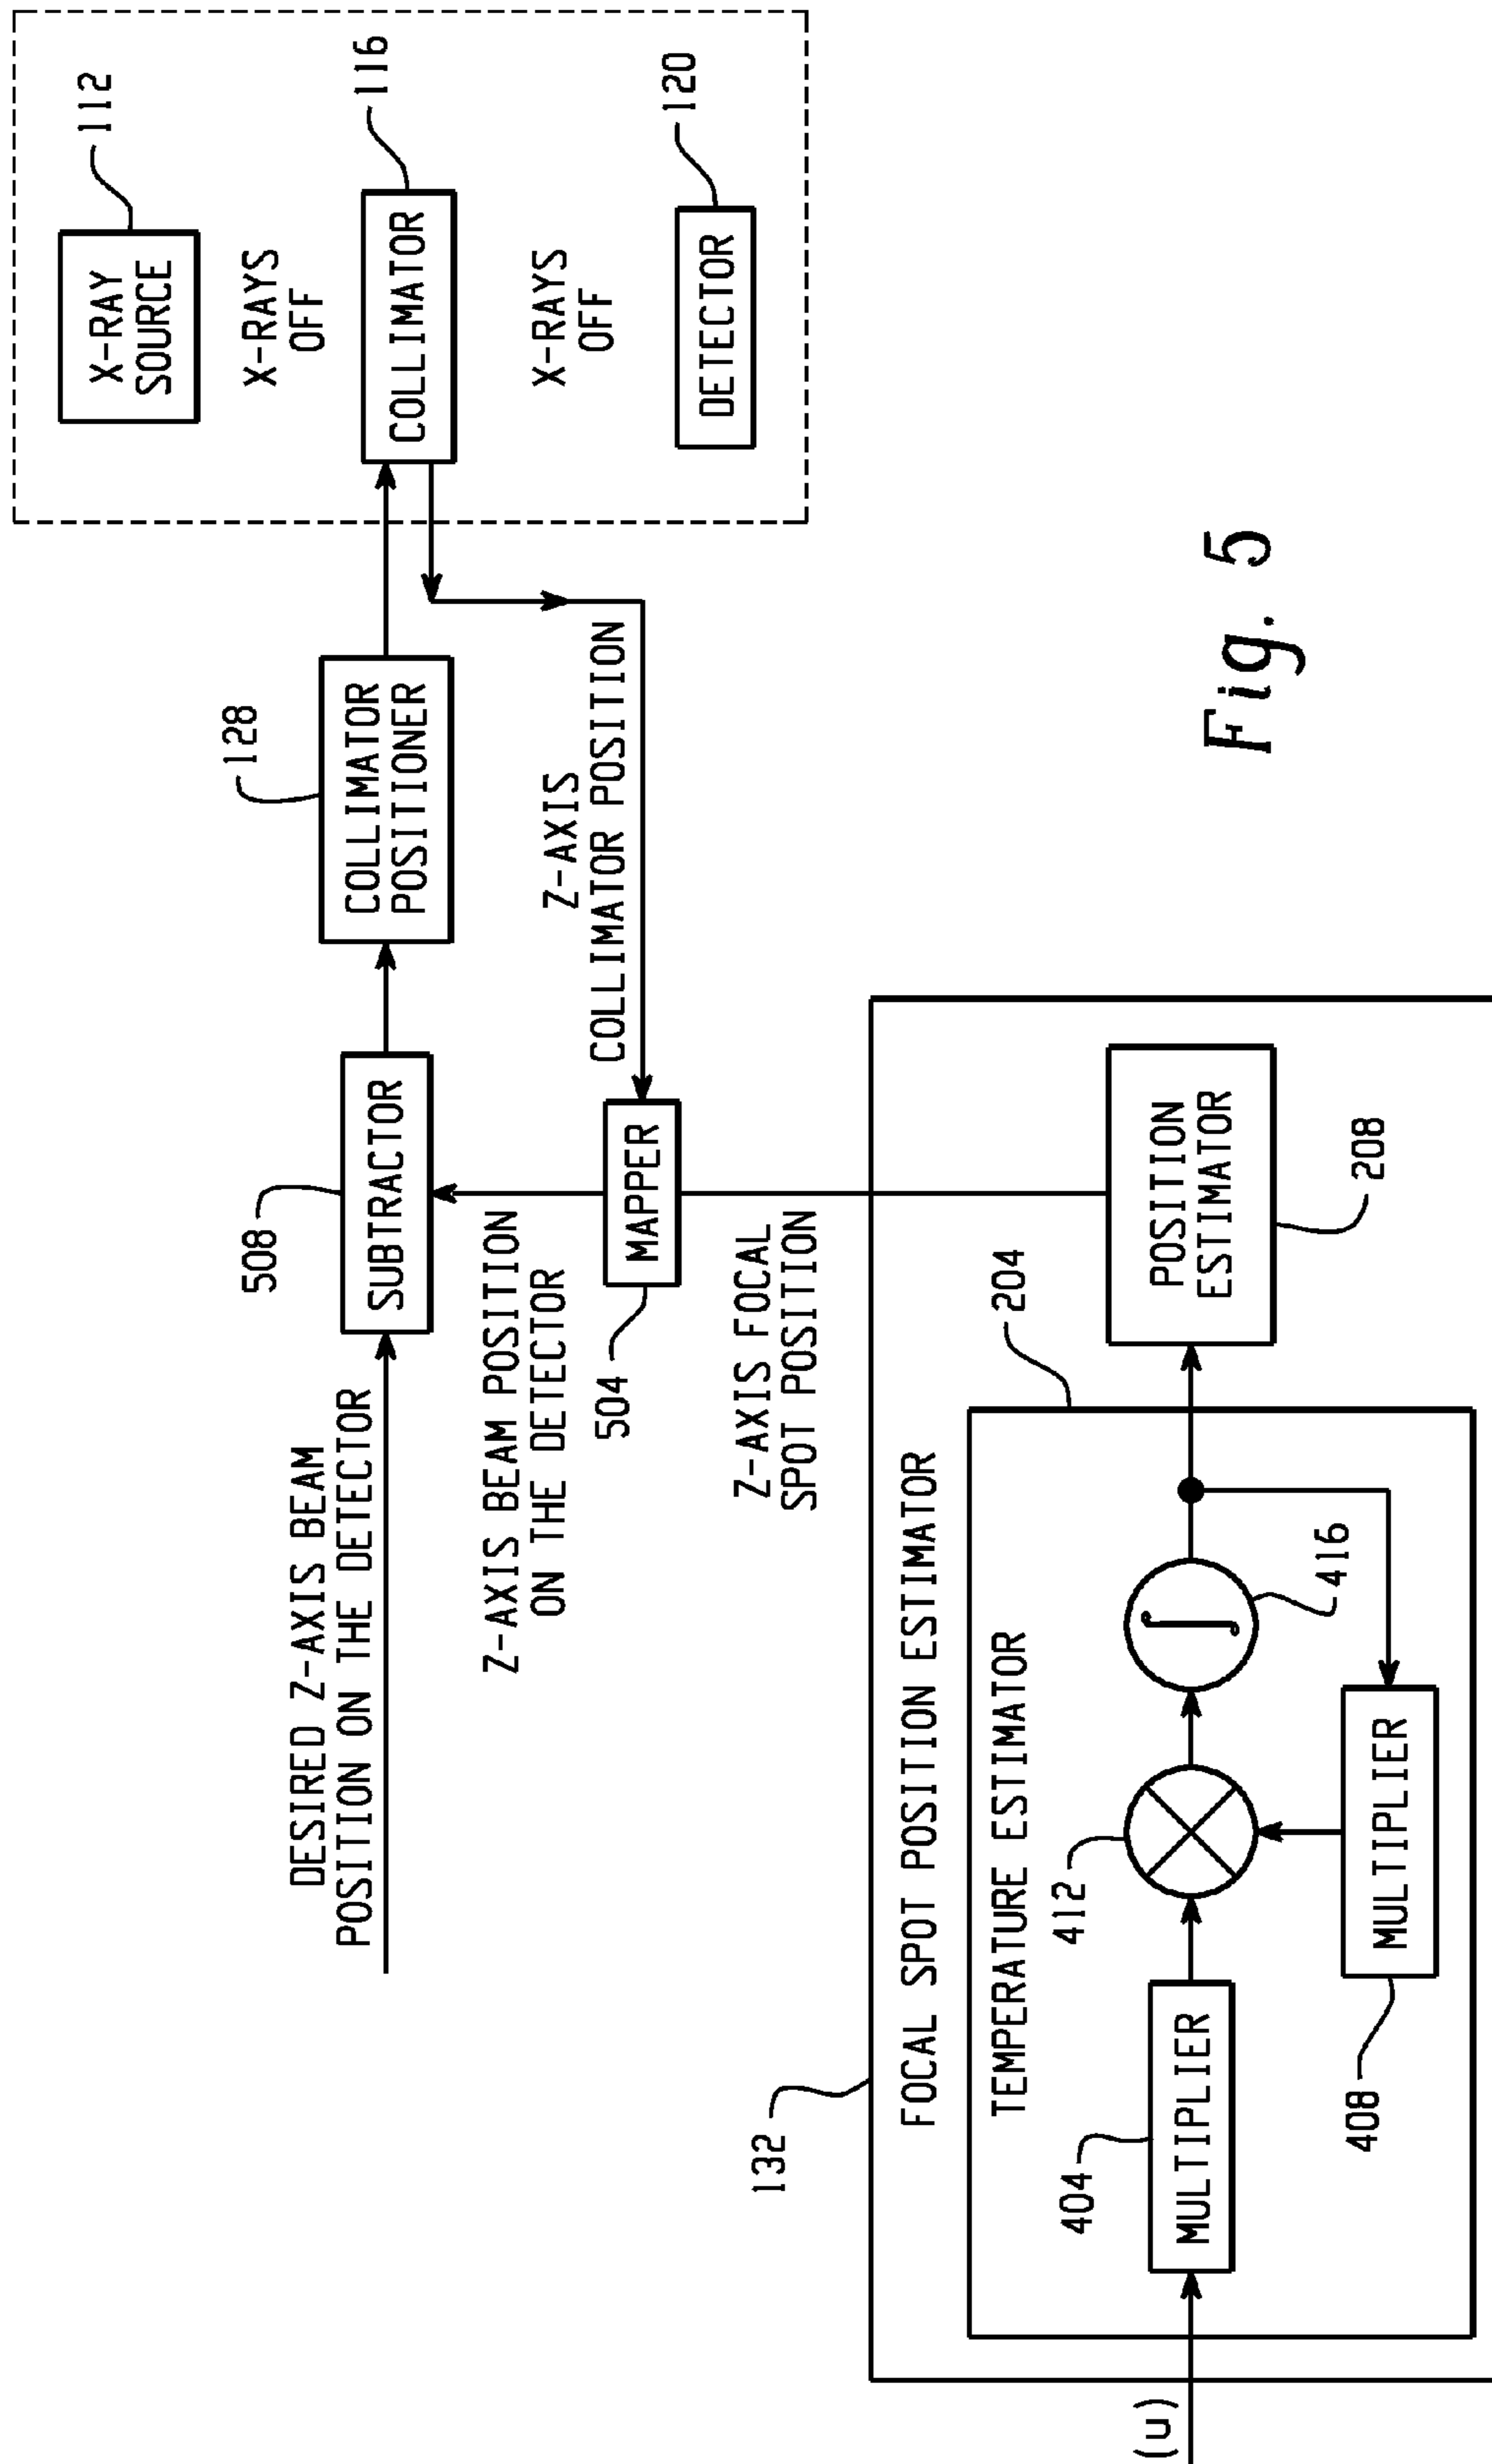 112
X-RAY
SOURCE
X-RAYS
OFF
116
COLLIMATOR
X-RAYS
OFF
120
DETECTOR
128
COLLIMATOR
POSITIONER
508
SUBTRACTOR
DESIRED Z-AXIS BEAM
POSITION ON THE DETECTOR
Z-AXIS
COLLIMATOR POSITION
Z-AXIS BEAM POSITION
ON THE DETECTOR
504
MAPPER
Z-AXIS FOCAL
SPOT POSITION
132
FOCAL SPOT POSITION ESTIMATOR
204
TEMPERATURE ESTIMATOR
POSITION
ESTIMATOR
208
(u)
404
MULTIPLIER
412
∫
416
408
MULTIPLIER
Fig. 5